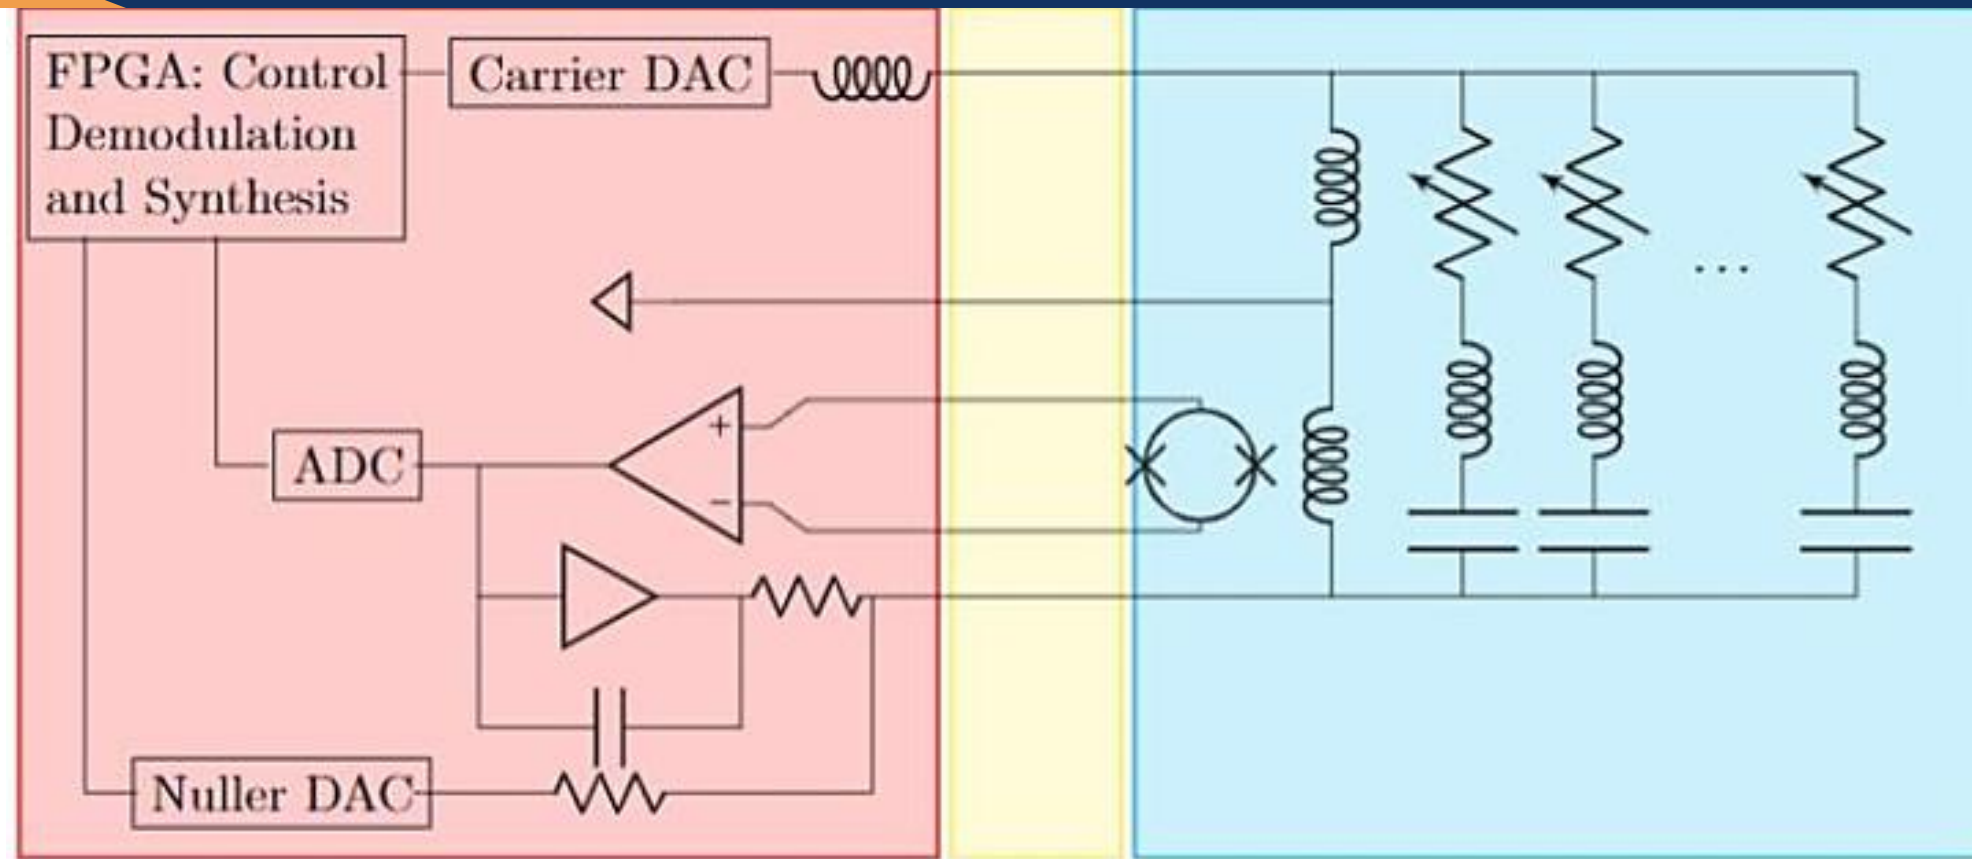 FPGA: Control
Demodulation
and Synthesis
Carrier DAC
. . .
+
ADC
−
Nuller DAC